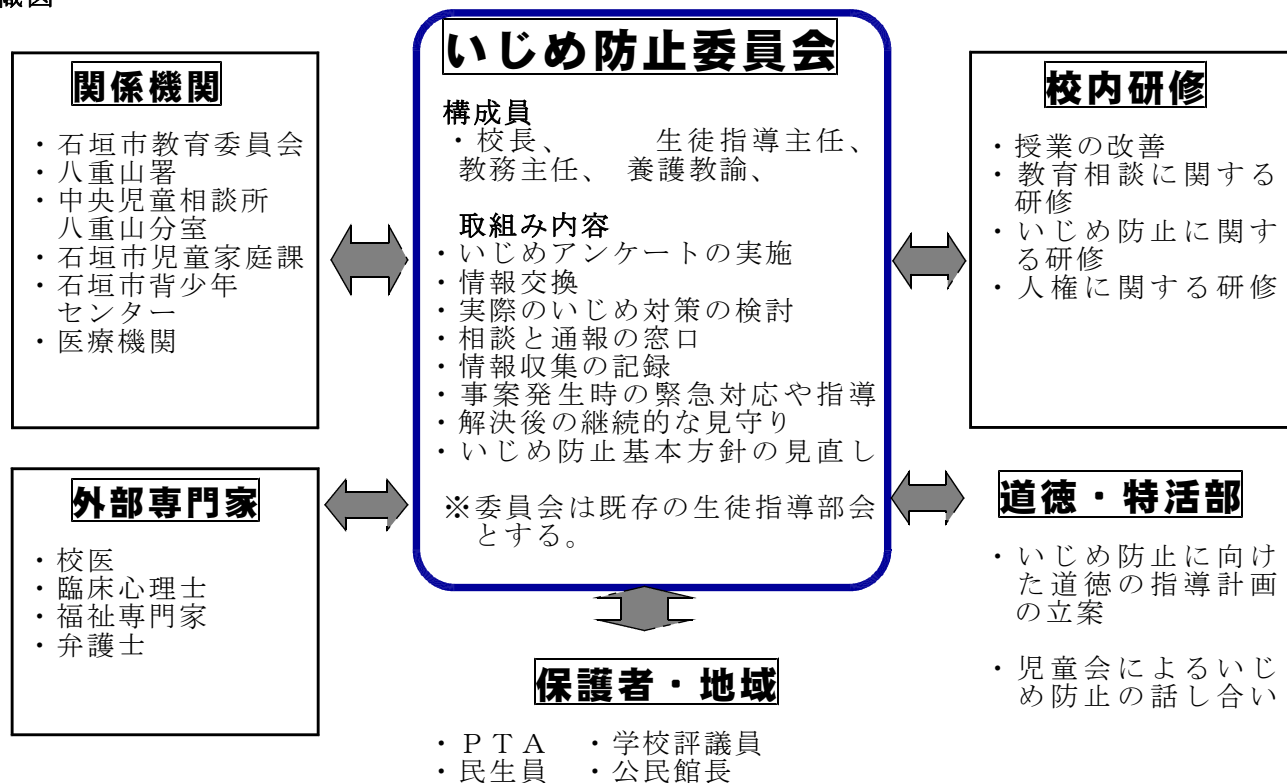 関係機関
・石垣市教育委員会
・八重山署
・中央児童相談所
八重山分室
・石垣市児童家庭課
・石垣市背少年
センター
・医療機関
外部専門家
・校医
・臨床心理士
・福祉専門家
・弁護士
いじめ防止委員会
構成員
・校長、 生徒指導主任、
教務主任、 養護教諭、
取組み内容
・いじめアンケートの実施
・情報交換
・実際のいじめ対策の検討
・相談と通報の窓口
・情報収集の記録
・事案発生時の緊急対応や指導
・解決後の継続的な見守り
・いじめ防止基本方針の見直し
※委員会は既存の生徒指導部会
とする。
保護者・地域
・ＰＴＡ ・学校評議員
・民生員 ・公民館長
校内研修
・授業の改善
・教育相談に関する
研修
・いじめ防止に関す
る研修
・人権に関する研修
道徳・特活部
・いじめ防止に向け
た道徳の指導計画
の立案
・児童会によるいじ
め防止の話し合い